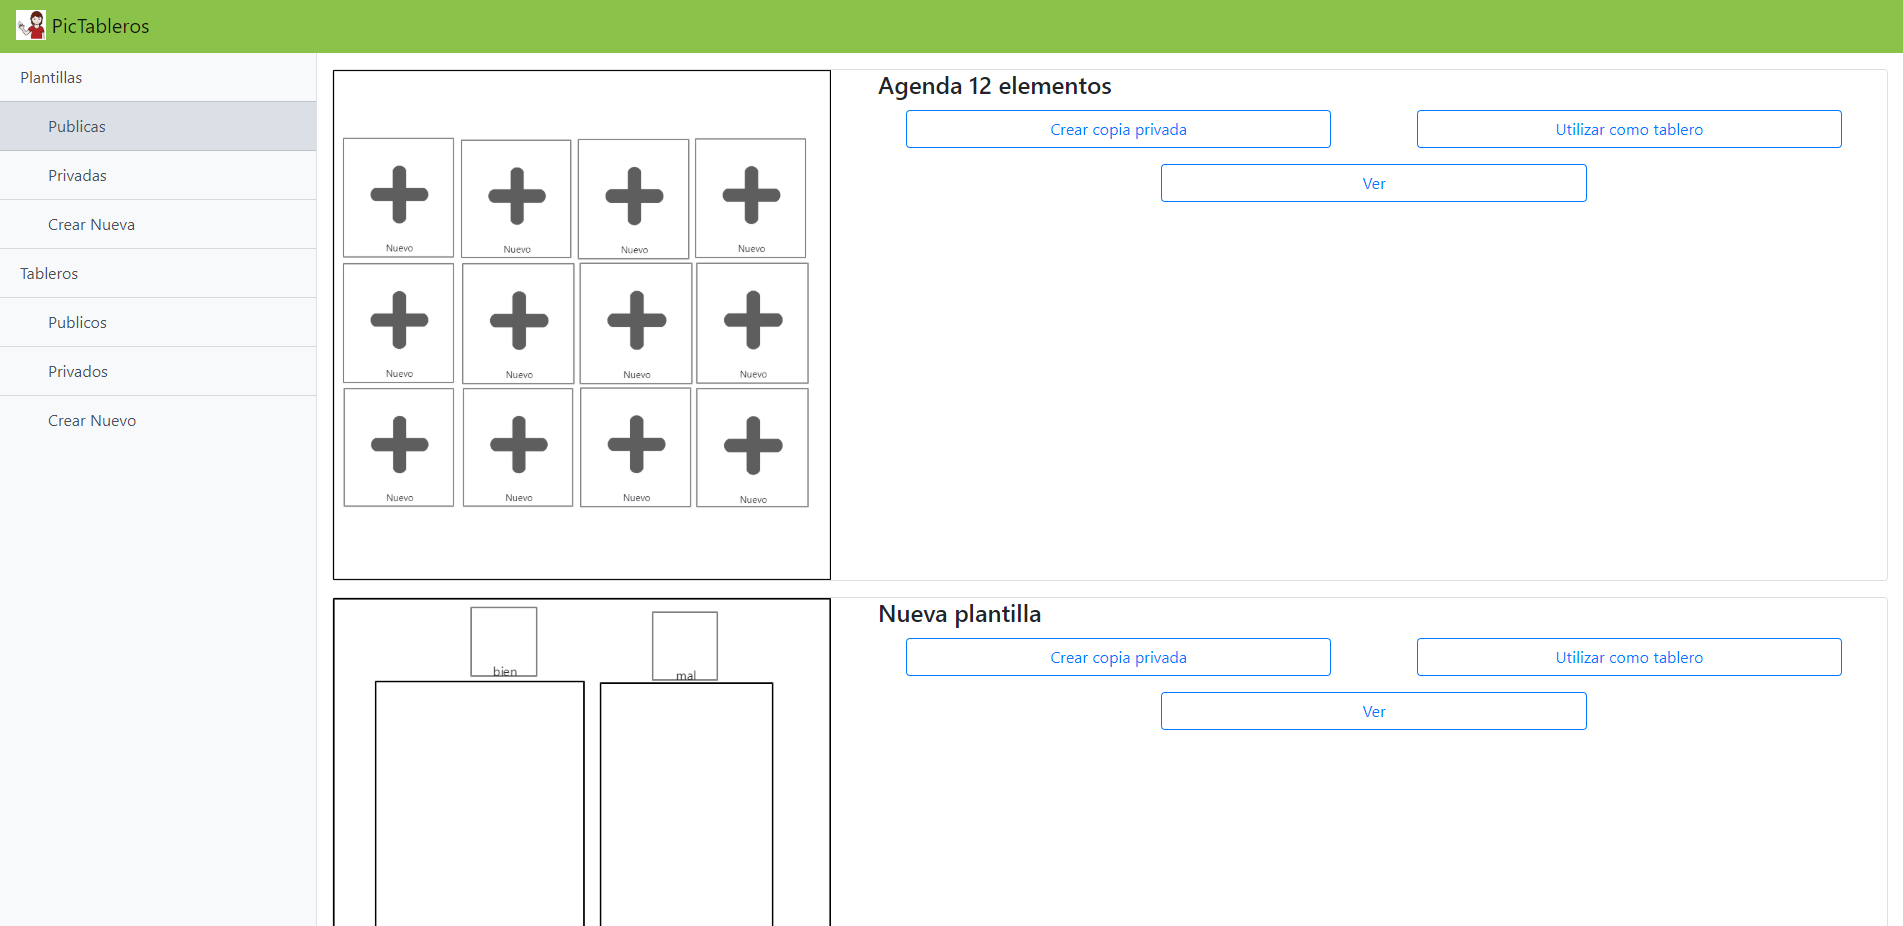 PicTableros
Plantillas
Publicas
Privadas
Crear Nueva
Tableros
Publicos
Privados
Crear Nuevo
Nuevo Nuevo Nuevo Nuevo
Nuevo Nuevo Nuevo Nuevo
Nuevo Nuevo Nuevo Nuevo
Agenda 12 elementos
Crear copia privada Utilizar como tablero
Ver
bien mal
Nueva plantilla
Crear copia privada Utilizar como tablero
Ver